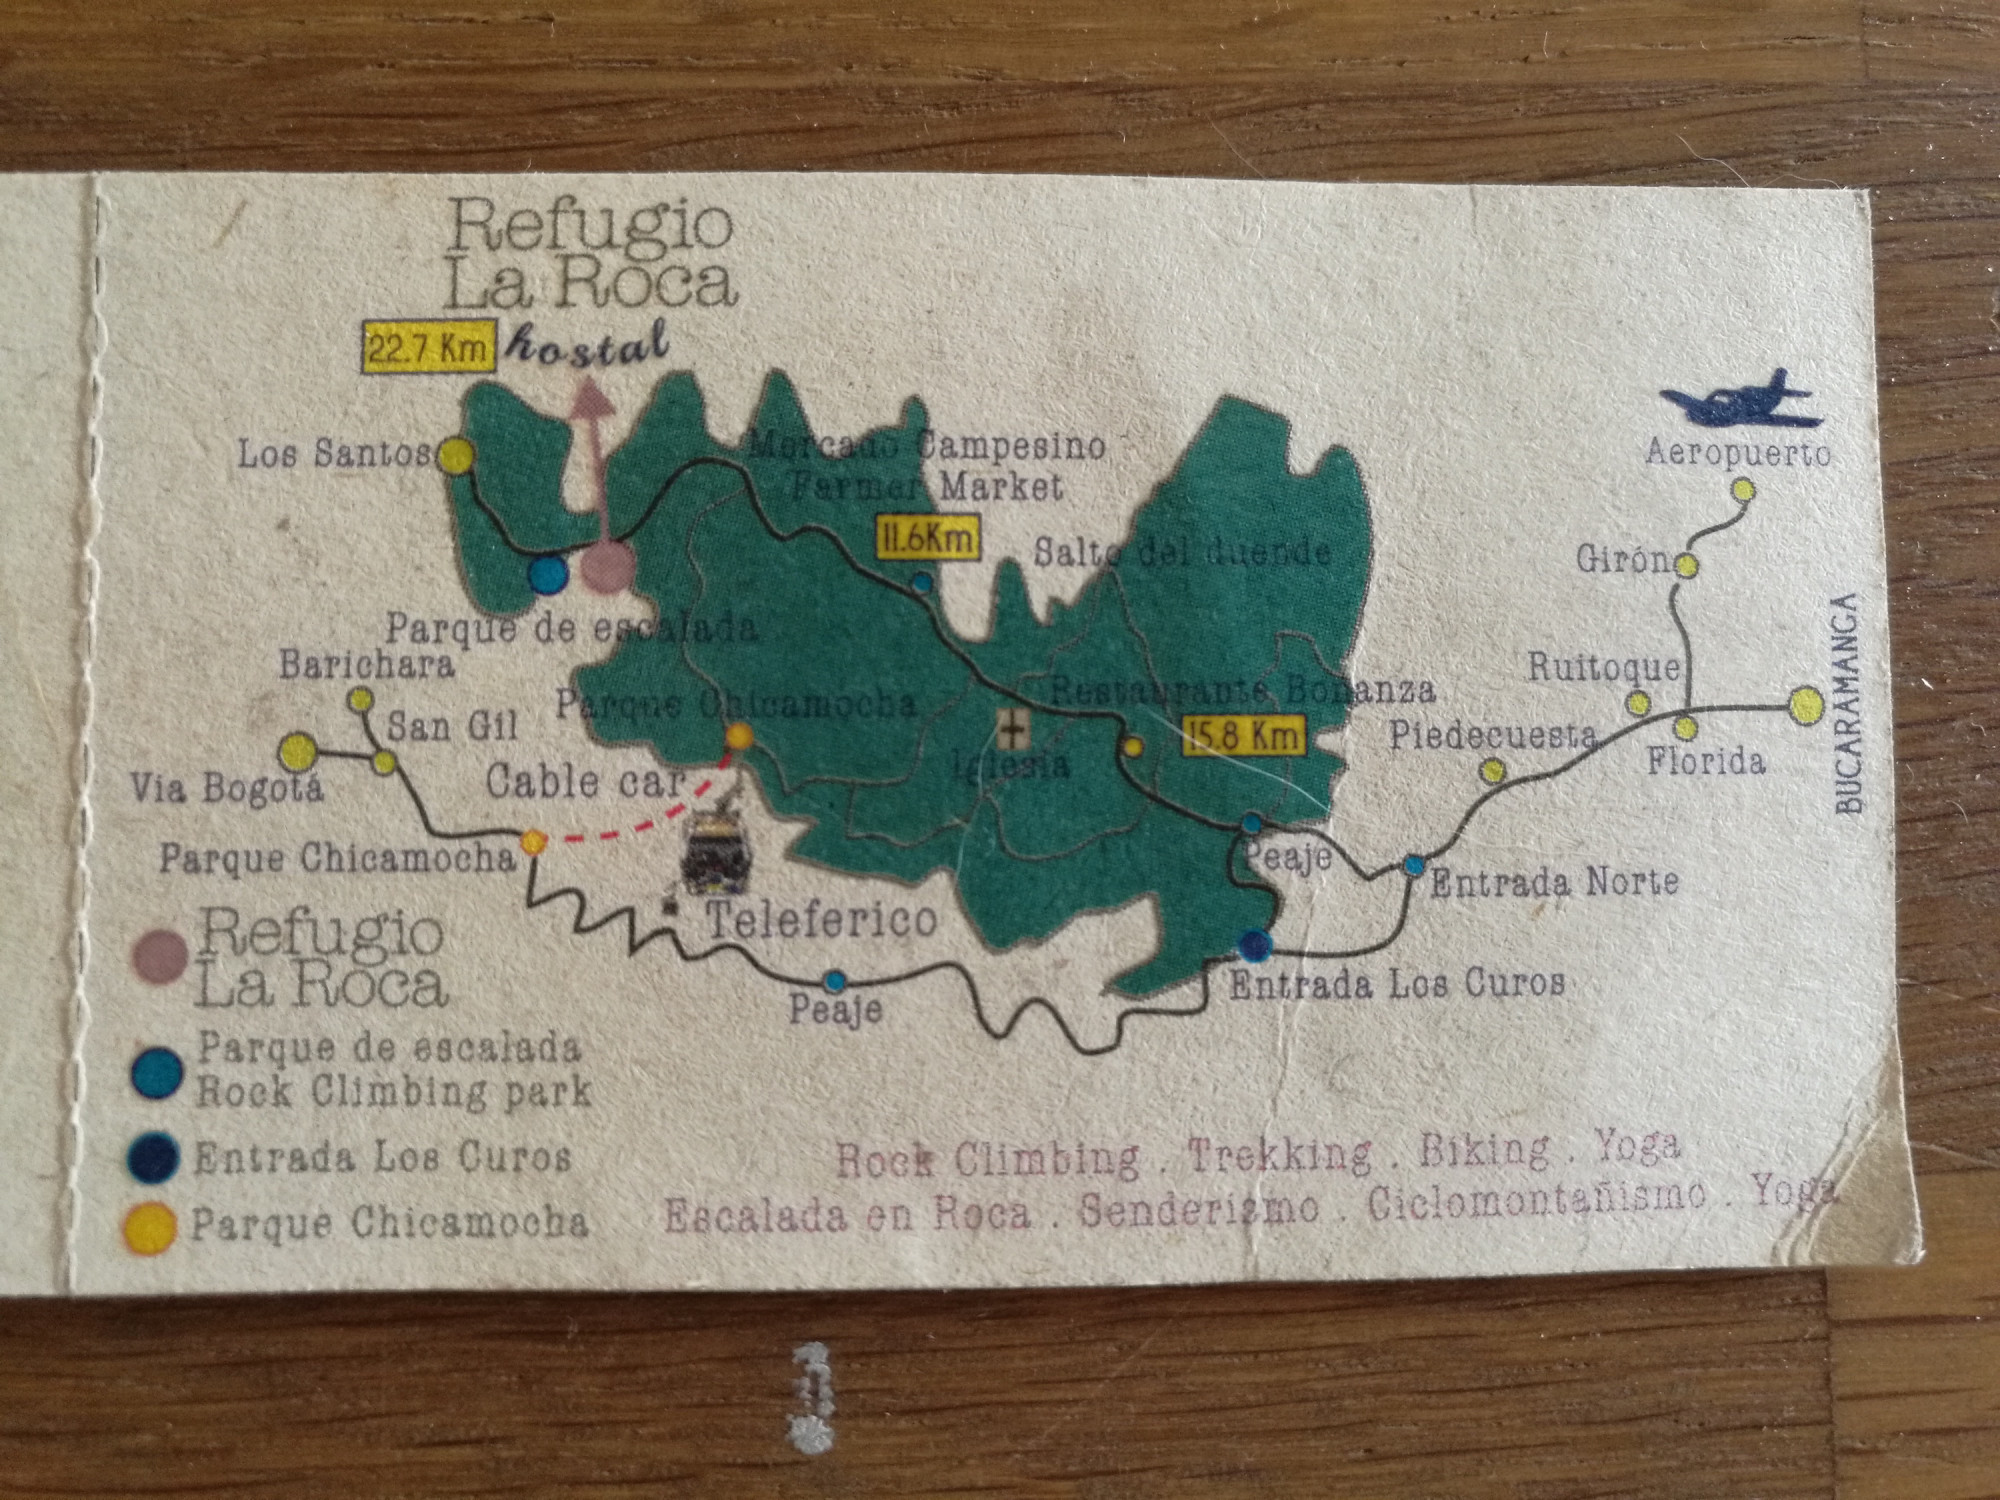 Refugio
La Roca
22.7 Km hostal
Los Santos
Mercado Campesino
Farmer Market
11.6Km
Salto del duende
Aeropuerto
Girón
Parque de escalada
Barichara
San Gil
Via Bogotá
Parque Chicamocha
Restaurante Bonanza
15.8 Km
Iglesia
Ruitoque
Piedecuesta
Florida
BUCARAMANGA
Cable car
Parque Chicamocha
Teleferico
Peaje
Peaje
Entrada Norte
Entrada Los Curos
Refugio
La Roca
Parque de escalada
Rock Climbing park
Entrada Los Curos
Parque Chicamocha
Rock Climbing . Trekking . Biking . Yoga
Escalada en Roca . Senderismo . Ciclomontañismo . Yoga